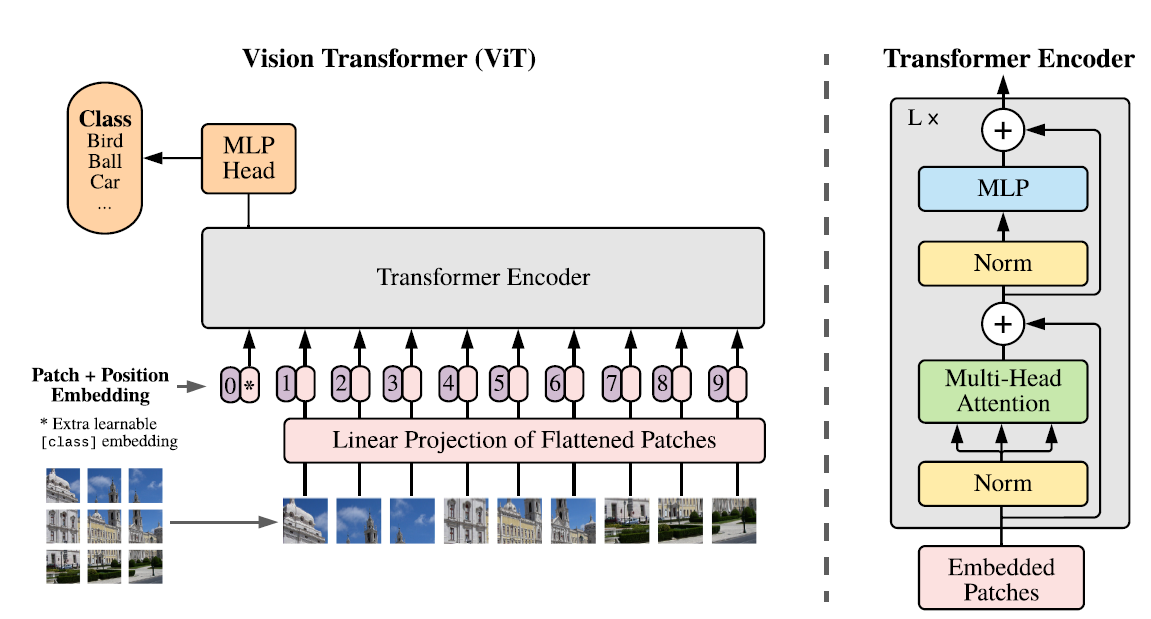 Vision Transformer (ViT)
Class
Bird
Ball
Car
...
MLP
Head
Transformer Encoder
Patch + Position
Embedding
* Extra learnable
[class] embedding
0 * 1 2 3 4 5 6 7 8 9
Linear Projection of Flattened Patches
Transformer Encoder
L ×
+
MLP
Norm
+
Multi-Head
Attention
Norm
Embedded
Patches